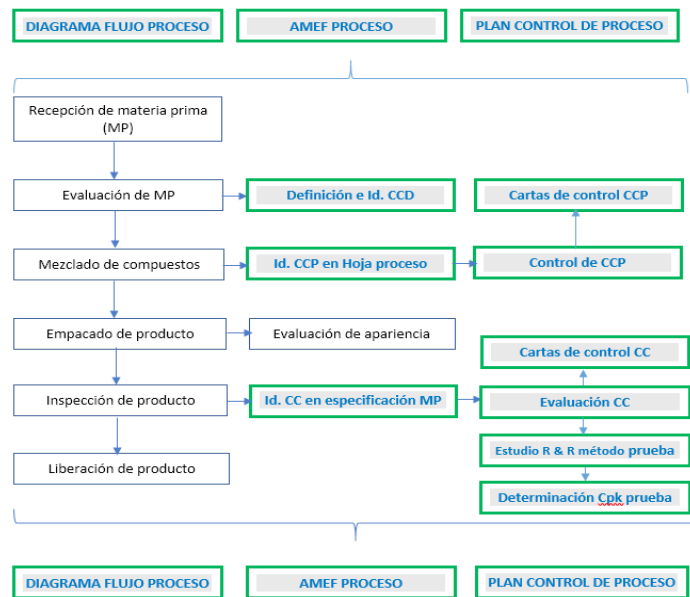 DIAGRAMA FLUJO PROCESO
AMEF PROCESO
PLAN CONTROL DE PROCESO
Recepción de materia prima
(MP)
Evaluación de MP
Definición e Id. CCD
Cartas de control CCP
Mezclado de compuestos
Id. CCP en Hoja proceso
Control de CCP
Empacado de producto
Evaluación de apariencia
Cartas de control CC
Inspección de producto
Id. CC en especificación MP
Evaluación CC
Estudio R & R método prueba
Liberación de producto
Determinación Cpk prueba
DIAGRAMA FLUJO PROCESO
AMEF PROCESO
PLAN CONTROL DE PROCESO